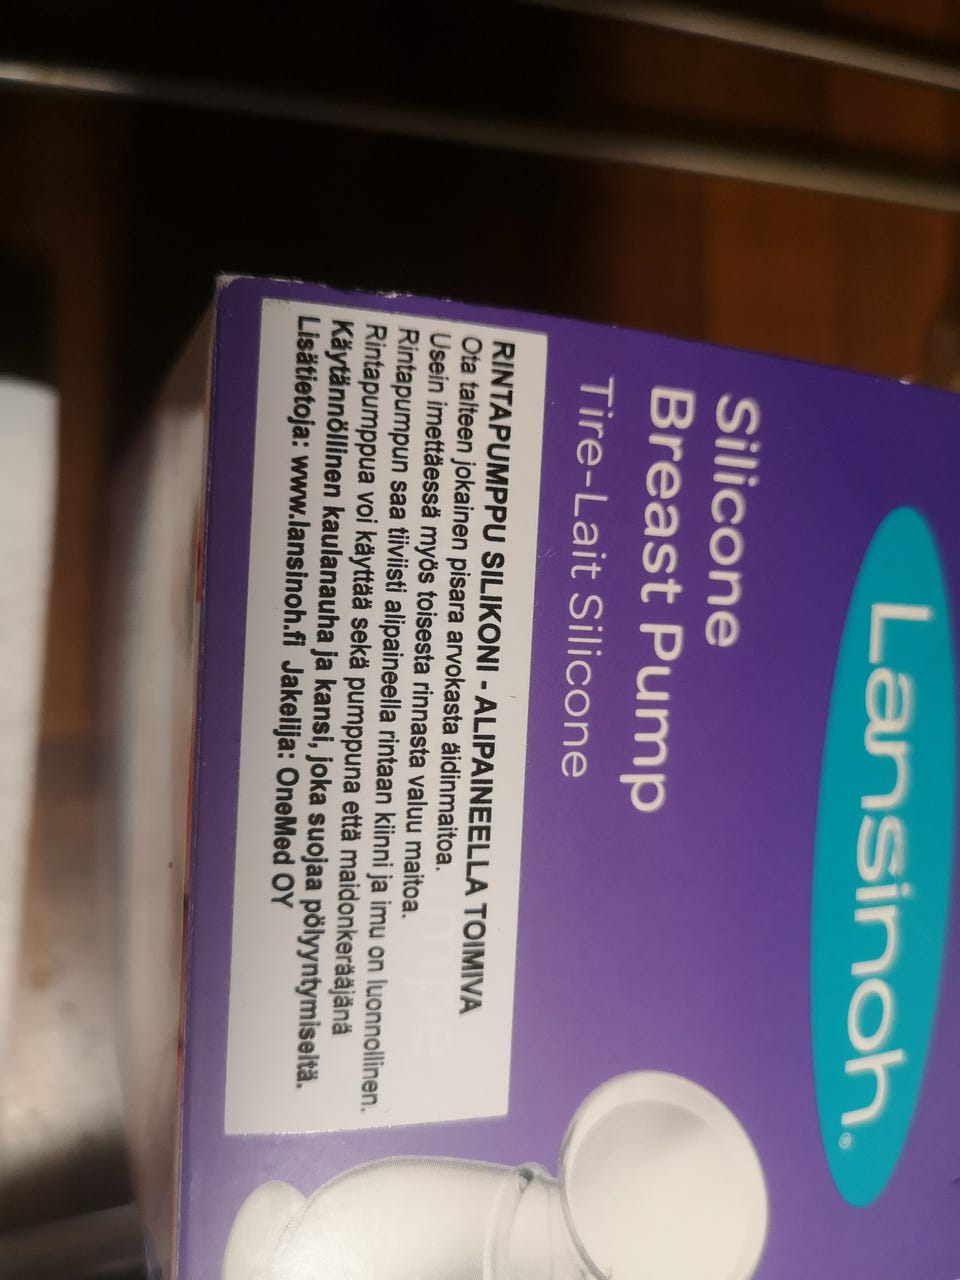 Lansinoh®
Silicone
Breast Pump
Tire-Lait Silicone
RINTAPUMPPU SILIKONI - ALIPAINEELLA TOIMIVA
Ota talteen jokainen pisara arvokasta äidinmaitoa.
Usein imettäessä myös toisesta rinnasta valuu maitoa.
Rintapumpun saa tiiviisti alipaineella rintaan kiinni ja imu on luonnollinen.
Rintapumppua voi käyttää sekä pumppuna että maidonkerääjänä
Käytännöllinen kaulanauha ja kansi, joka suojaa pölyyntymiseltä.
Lisätietoja: www.lansinoh.fi Jakelija: OneMed OY